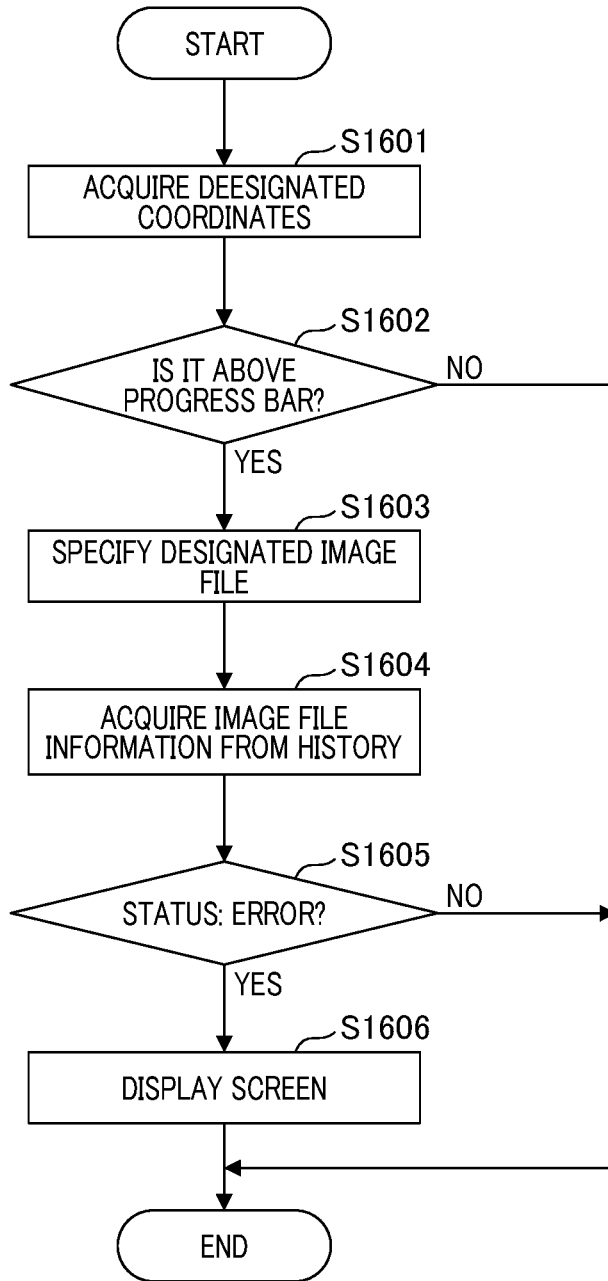 START
S1601
ACQUIRE DEESIGNATED
COORDINATES
S1602
IS IT ABOVE
PROGRESS BAR?
NO
YES
S1603
SPECIFY DESIGNATED IMAGE
FILE
S1604
ACQUIRE IMAGE FILE
INFORMATION FROM HISTORY
S1605
STATUS: ERROR?
NO
YES
S1606
DISPLAY SCREEN
END